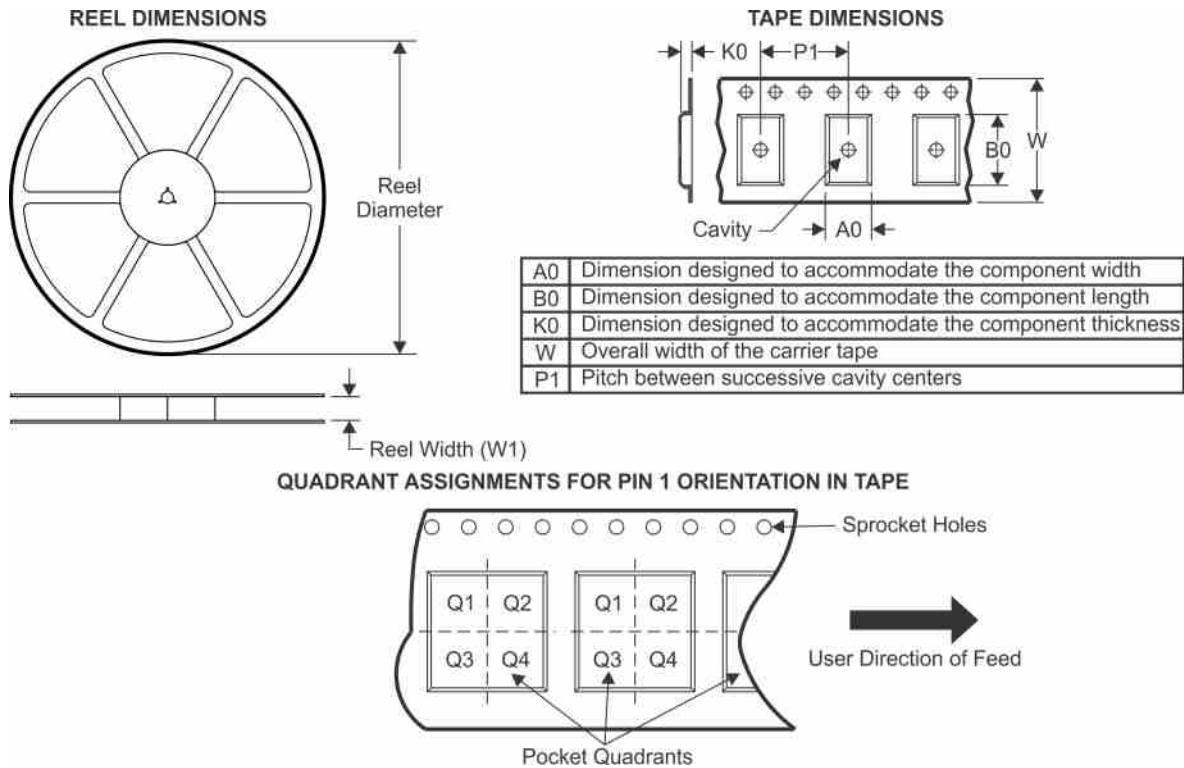 REEL DIMENSIONS
Reel
Diameter
Reel Width (W1)
TAPE DIMENSIONS
K0
P1
W
B0
Cavity
A0
A0 Dimension designed to accommodate the component width
B0 Dimension designed to accommodate the component length
K0 Dimension designed to accommodate the component thickness
W Overall width of the carrier tape
P1 Pitch between successive cavity centers
QUADRANT ASSIGNMENTS FOR PIN 1 ORIENTATION IN TAPE
Sprocket Holes
Q1 Q2 Q1 Q2
Q3 Q4 Q3 Q4
User Direction of Feed
Pocket Quadrants